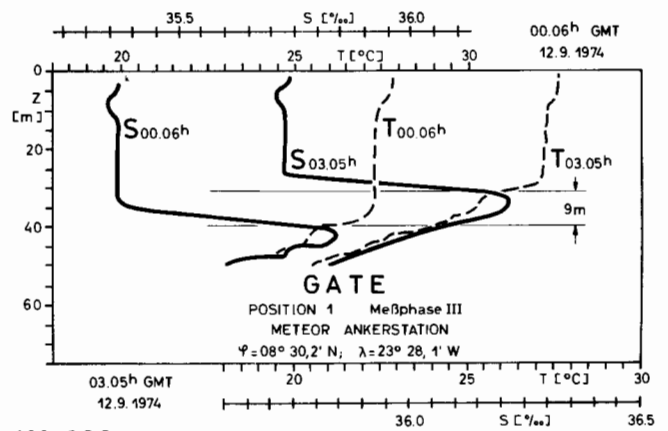 35.5 S [‰] 36.0 00.06h GMT
20 25 T[°C] 30 12.9.1974
0
Z
[m]
20
40
60
S00.06h
T00.06h
S03.05h
T03.05h
9m
GATE
POSITION 1 Meßphase III
METEOR ANKERSTATION
φ=08° 30,2' N; λ=23° 28,1' W
03.05h GMT 20 25 T[°C] 30
12.9.1974 36.0 S[‰] 36.5